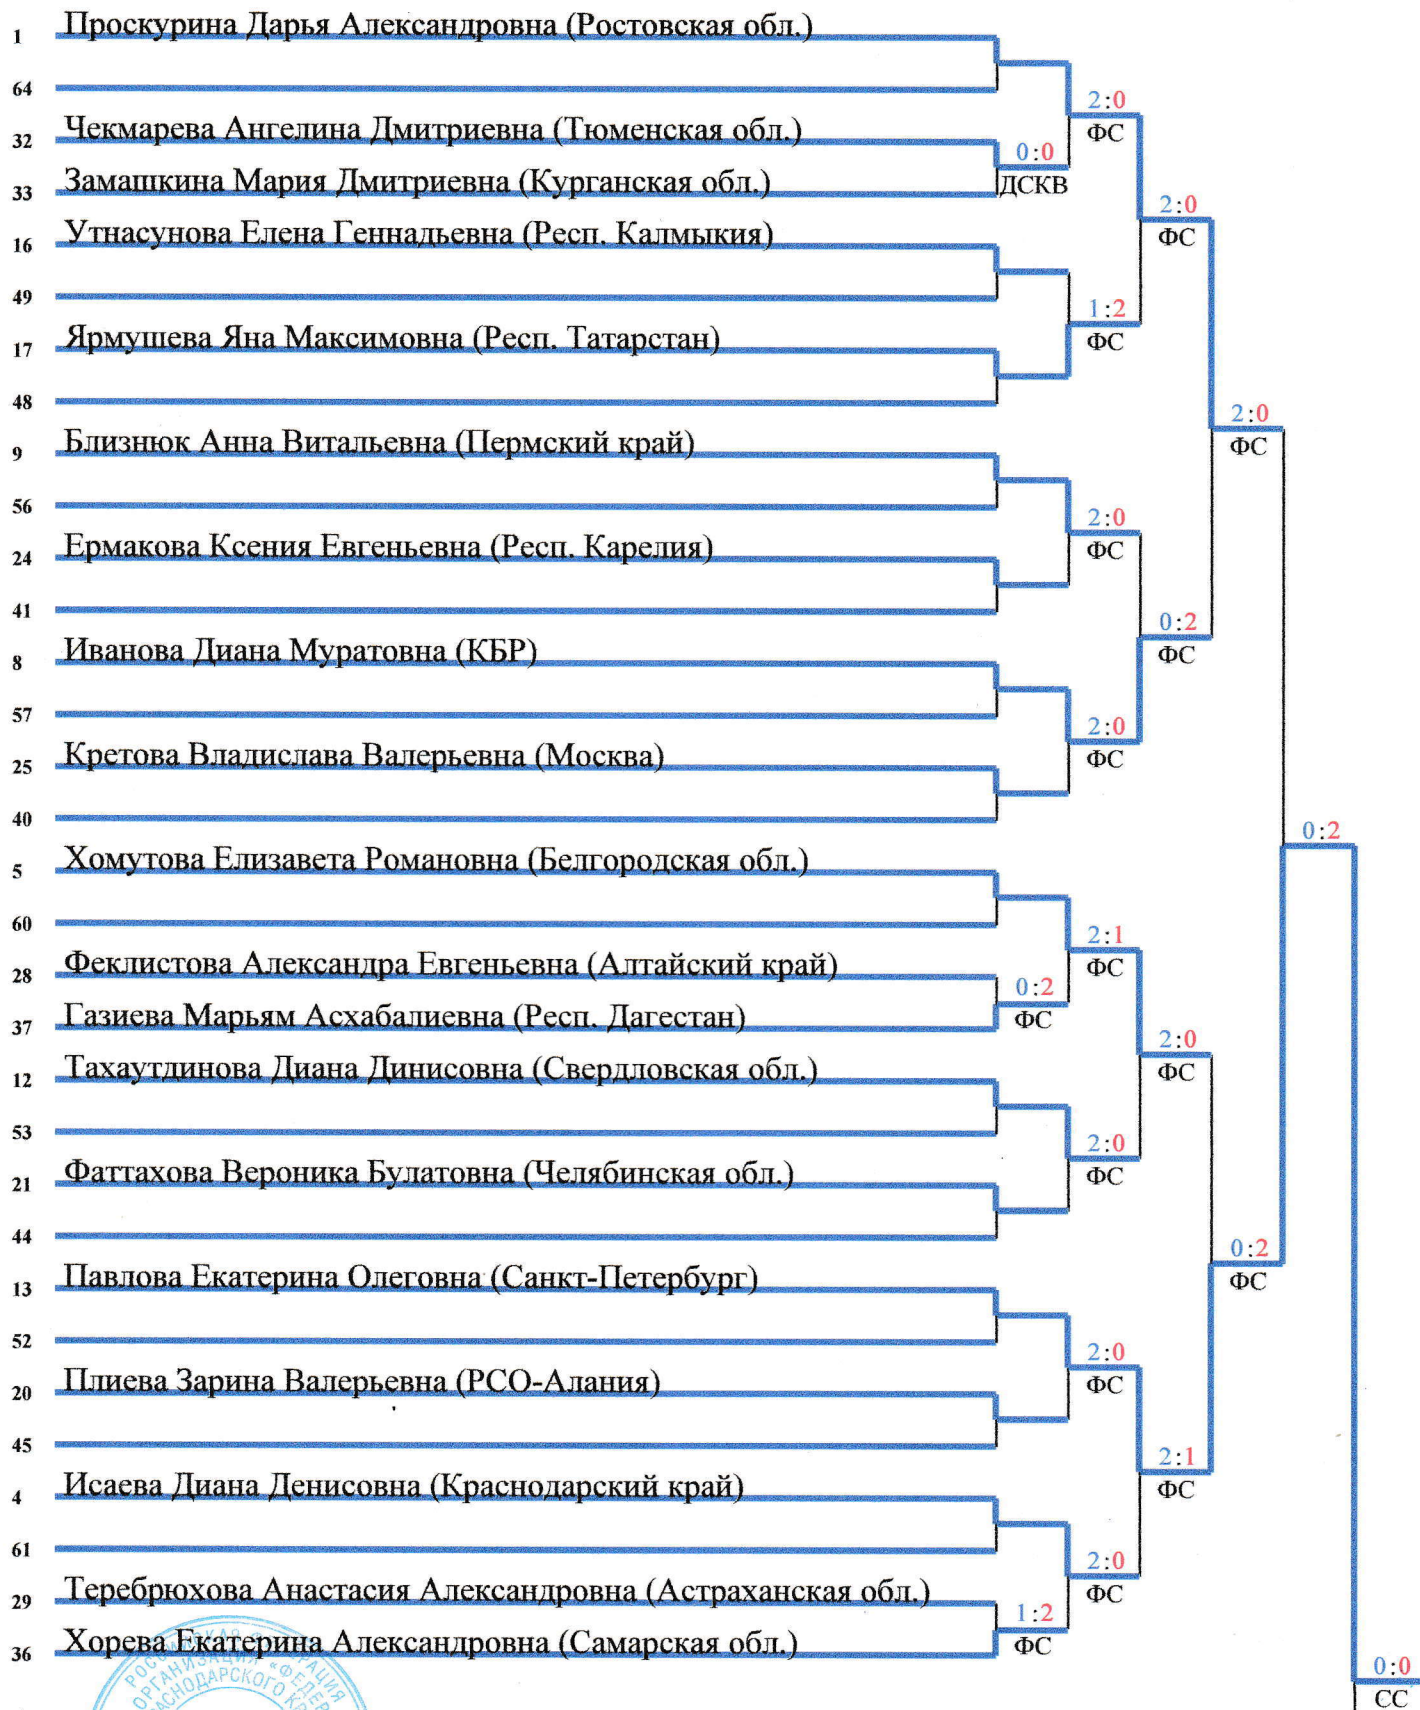 1 Проскурина Дарья Александровна (Ростовская обл.)
64
2:0
ФС
32 Чекмарева Ангелина Дмитриевна (Тюменская обл.)
0:0
ДСКВ
33 Замашкина Мария Дмитриевна (Курганская обл.)
2:0
ФС
16 Утнасунова Елена Геннадьевна (Респ. Калмыкия)
49
1:2
ФС
17 Ярмушева Яна Максимовна (Респ. Татарстан)
48
2:0
ФС
9 Близнюк Анна Витальевна (Пермский край)
56
2:0
ФС
24 Ермакова Ксения Евгеньевна (Респ. Карелия)
41
0:2
ФС
8 Иванова Диана Муратовна (КБР)
57
2:0
ФС
25 Кретова Владислава Валерьевна (Москва)
40
0:2
5 Хомутова Елизавета Романовна (Белгородская обл.)
60
2:1
ФС
28 Феклистова Александра Евгеньевна (Алтайский край)
0:2
ФС
37 Газиева Марьям Асхабалиевна (Респ. Дагестан)
2:0
ФС
12 Тахаутдинова Диана Динисовна (Свердловская обл.)
53
2:0
ФС
21 Фаттахова Вероника Булатовна (Челябинская обл.)
44
0:2
ФС
13 Павлова Екатерина Олеговна (Санкт-Петербург)
52
2:0
ФС
20 Плиева Зарина Валерьевна (РСО-Алания)
45
2:1
ФС
4 Исаева Диана Денисовна (Краснодарский край)
61
2:0
ФС
29 Теребрюхова Анастасия Александровна (Астраханская обл.)
1:2
ФС
36 Хорева Екатерина Александровна (Самарская обл.)
0:0
СС